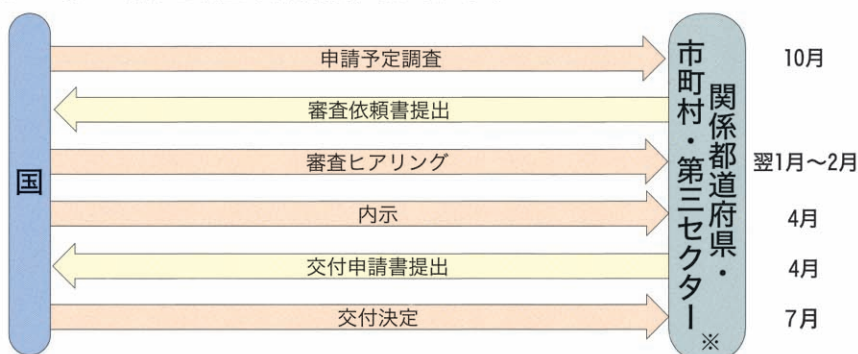 国
申請予定調査
10月
審査依頼書提出
審査ヒアリング
翌1月～2月
内示
4月
交付申請書提出
4月
交付決定
7月
関係都道府県・
市町村・第三セクター※